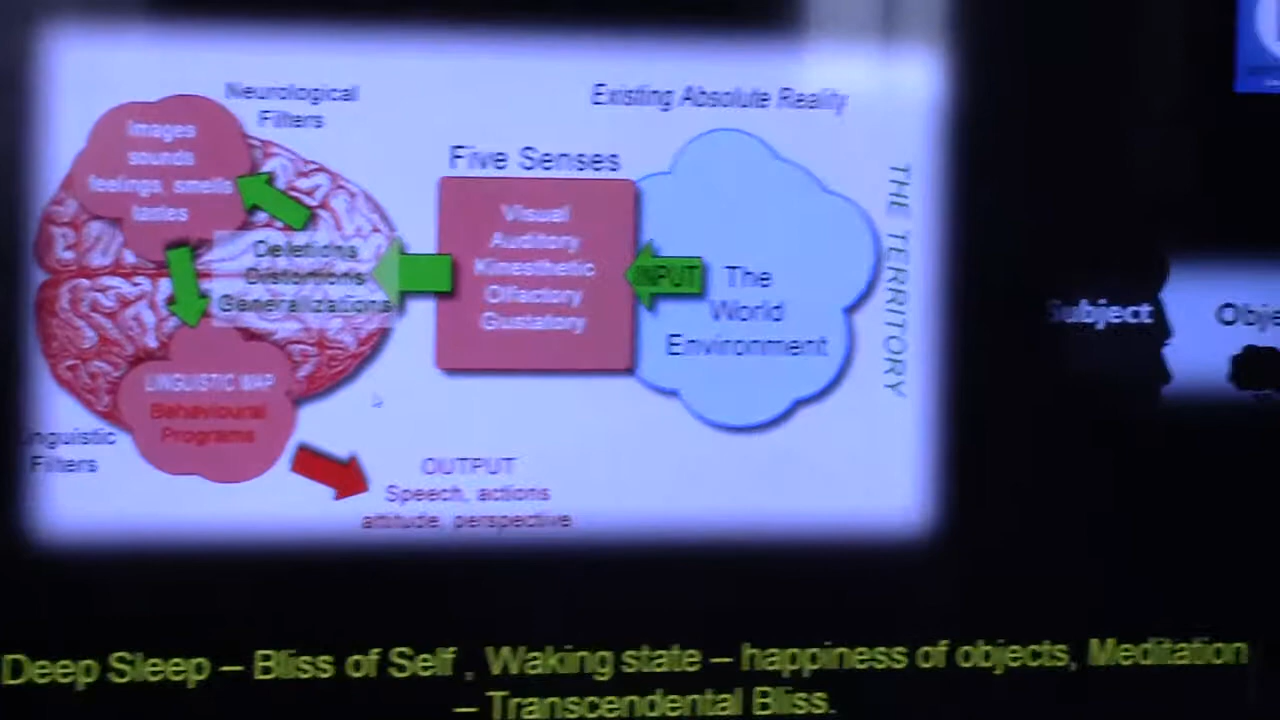 Neurological
Filters
Images
sounds
feelings, smells
tastes
Deletions
Distortions
Generalizations
LINGUISTIC MAP
Behavioural
Programs
Filters
OUTPUT
Speech, actions
attitude, perspective
Five Senses
Visual
Auditory
Kinesthetic
Olfactory
Gustatory
INPUT
Existing Absolute Reality
The
World
Environment
THE TERRITORY
Deep Sleep – Bliss of Self , Waking state – happiness of objects, Meditation
– Transcendental Bliss.